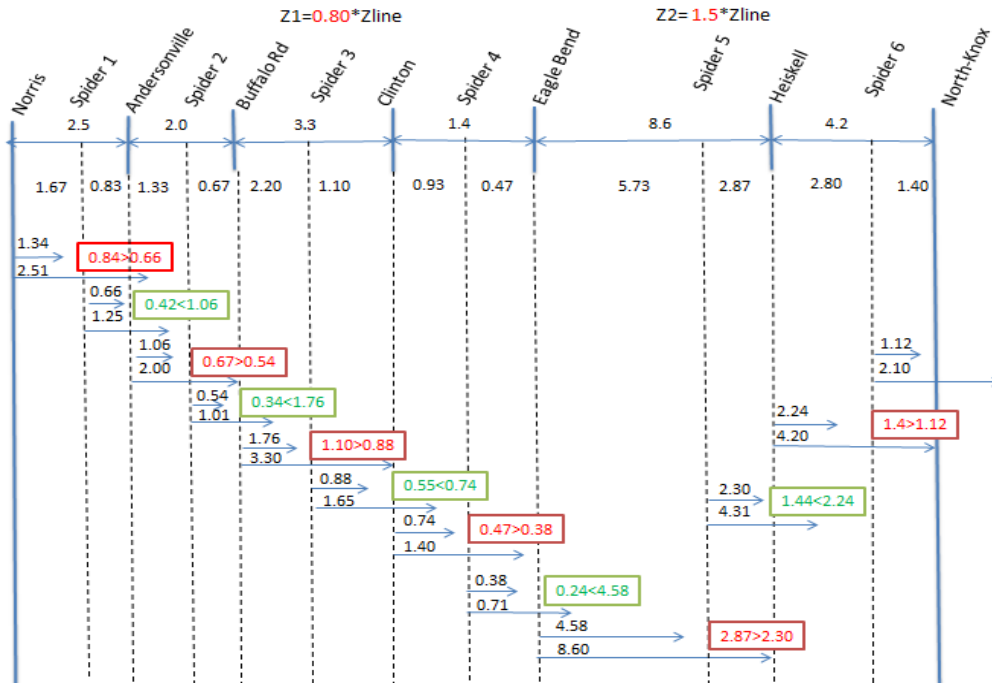 Z1=0.80*Zline Z2= 1.5*Zline
Norris Spider 1 Andersonville Spider 2 Buffalo Rd Spider 3 Clinton Spider 4 Eagle Bend Spider 5 Heiskell Spider 6 North-Knox
2.5 2.0 3.3 1.4 8.6 4.2
1.67 0.83 1.33 0.67 2.20 1.10 0.93 0.47 5.73 2.87 2.80 1.40
1.34 0.84>0.66
2.51
0.66 0.42<1.06
1.25
1.06 0.67>0.54 1.12
2.00 2.10
0.54 0.34<1.76
1.01 2.24 1.4>1.12
1.76 1.10>0.88
3.30 4.20
0.88 0.55<0.74 2.30 1.44<2.24
1.65 4.31
0.74 0.47>0.38
1.40
0.38 0.24<4.58
0.71
4.58 2.87>2.30
8.60